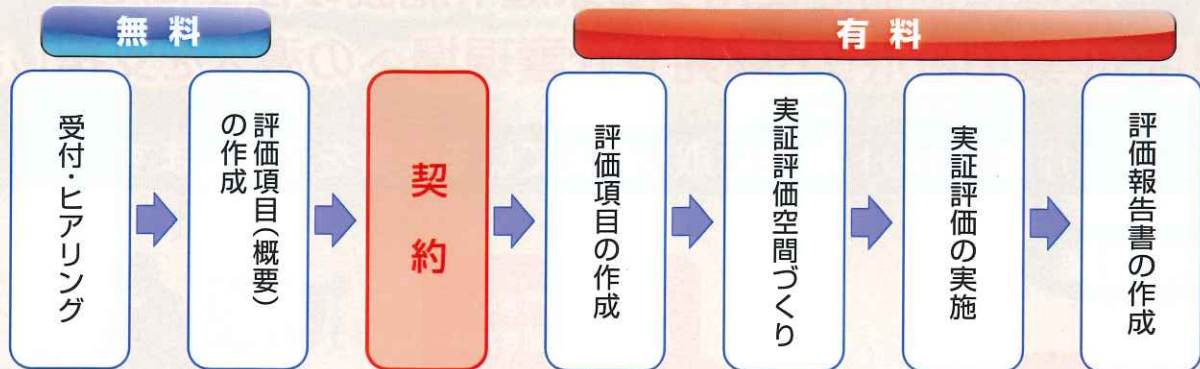 無料
有料
受付・ヒアリング
評価項目（概要）
の作成
契約
評価項目の作成
実証評価空間づくり
実証評価の実施
評価報告書の作成